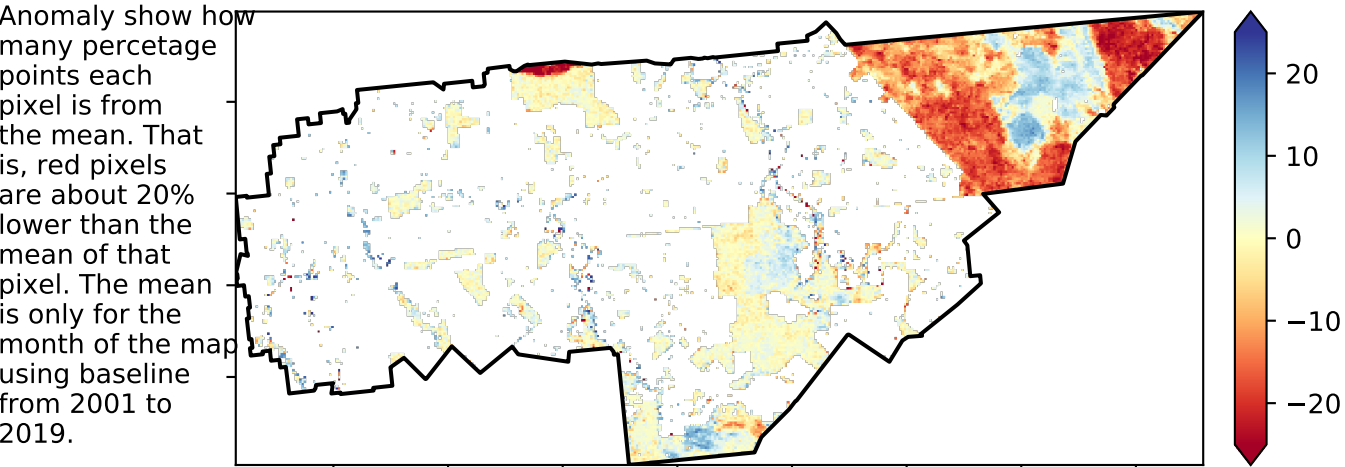 Anomaly show how
many percetage
points each
pixel is from
the mean. That
is, red pixels
are about 20%
lower than the
mean of that
pixel. The mean
is only for the
month of the map
using baseline
from 2001 to
2019.
20
10
0
−10
−20